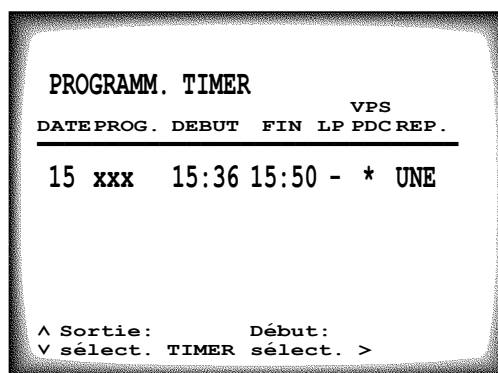 PROGRAMM. TIMER
VPS
DATE PROG. DEBUT FIN LP PDC REP.
15 xxx 15:36 15:50 - * UNE
∧ Sortie: Début:
∨ sélect. TIMER sélect. >